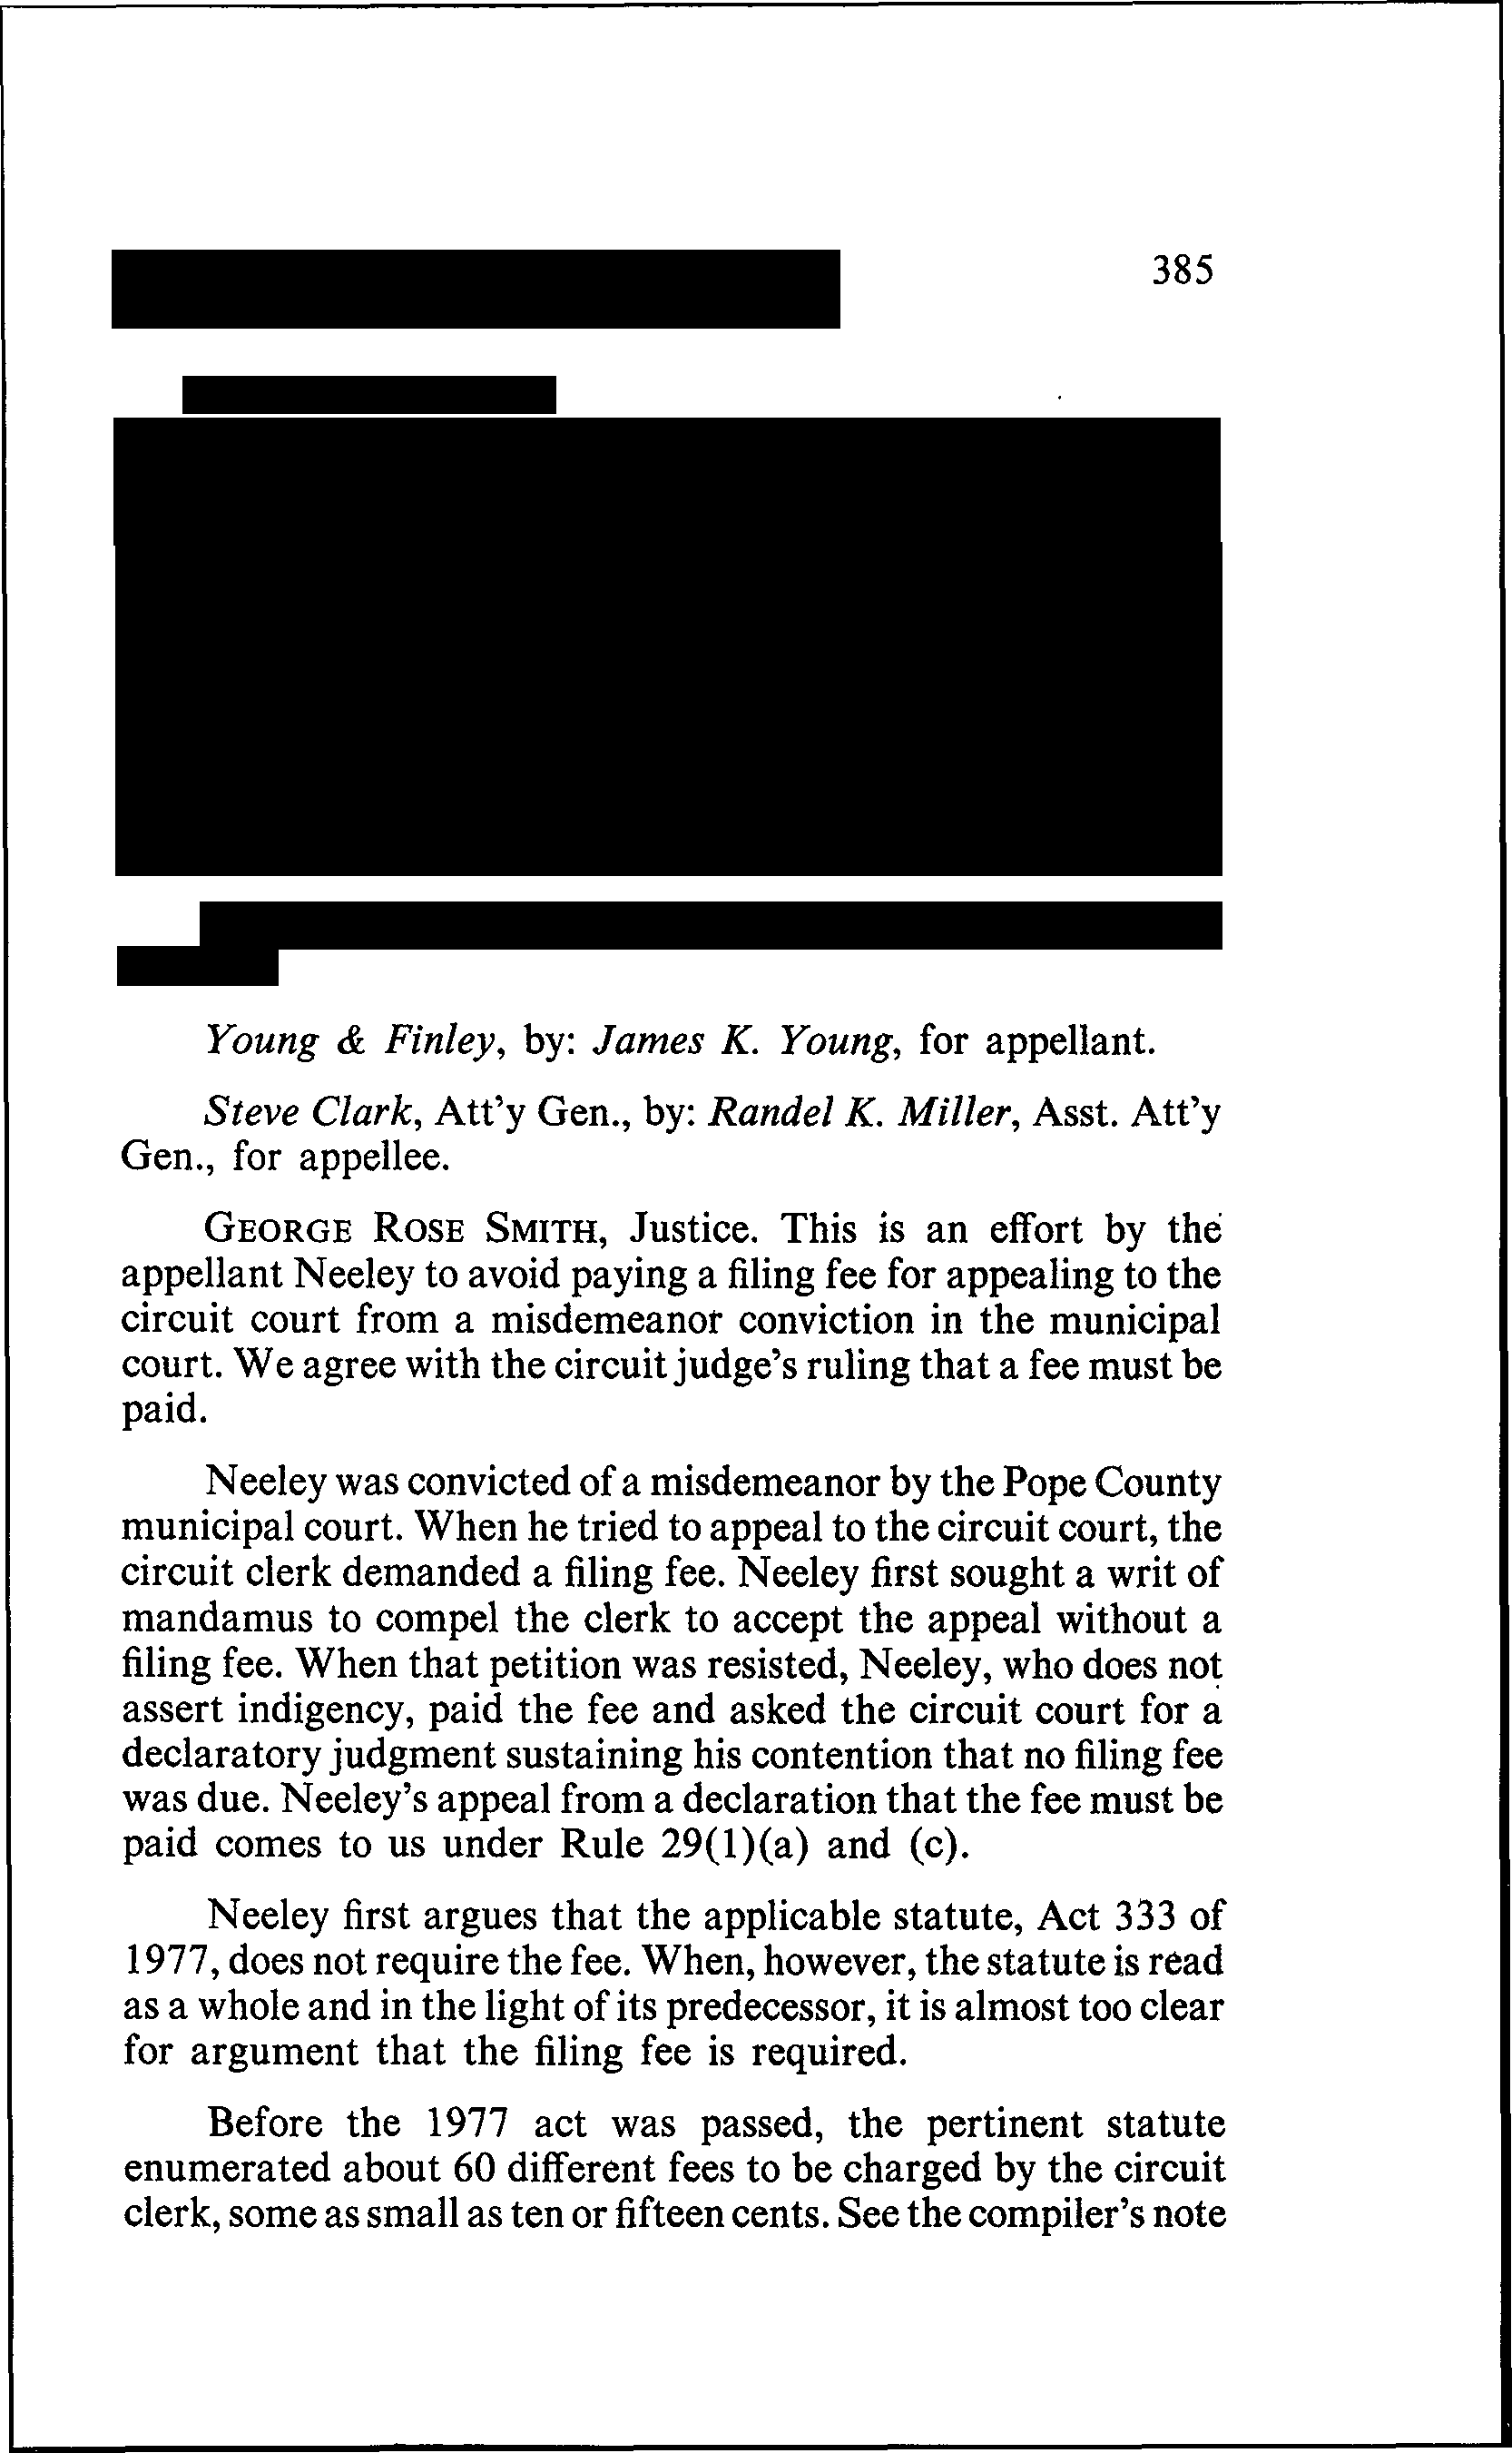 385
Young & Finley, by: James K. Young, for appellant.
Steve Clark, Att'y Gen., by: Randel K. Miller, Asst. Att'y
Gen., for appellee.
GEORGE ROSE SMITH, Justice. This is an effort by the
appellant Neeley to avoid paying a filing fee for appealing to the
circuit court from a misdemeanor conviction in the municipal
court. We agree with the circuit judge's ruling that a fee must be
paid.
Neeley was convicted of a misdemeanor by the Pope County
municipal court. When he tried to appeal to the circuit court, the
circuit clerk demanded a filing fee. Neeley first sought a writ of
mandamus to compel the clerk to accept the appeal without a
filing fee. When that petition was resisted, Neeley, who does not
assert indigency, paid the fee and asked the circuit court for a
declaratory judgment sustaining his contention that no filing fee
was due. Neeley's appeal from a declaration that the fee must be
paid comes to us under Rule 29(1)(a) and (c).
Neeley first argues that the applicable statute, Act 333 of
1977, does not require the fee. When, however, the statute is read
as a whole and in the light of its predecessor, it is almost too clear
for argument that the filing fee is required.
Before the 1977 act was passed, the pertinent statute
enumerated about 60 different fees to be charged by the circuit
clerk, some as small as ten or fifteen cents. See the compiler's note